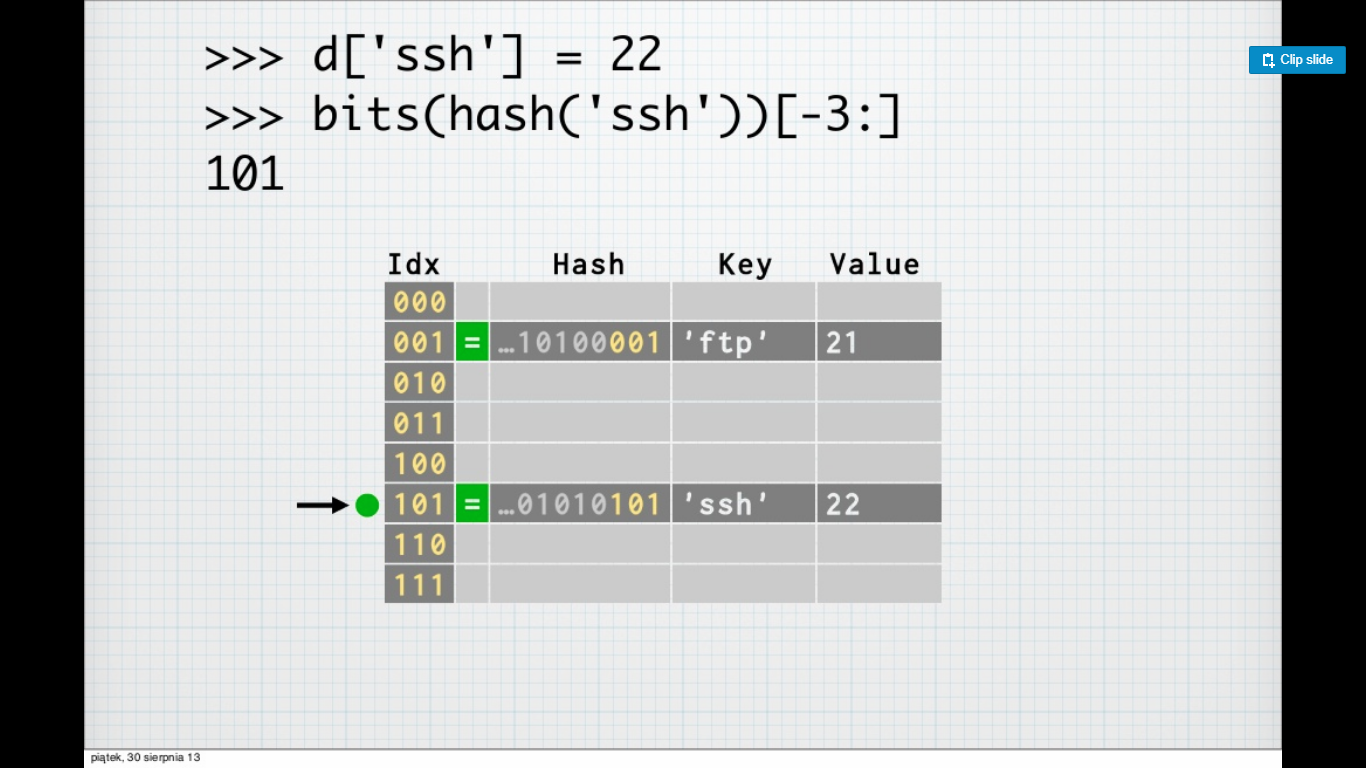 >>> d['ssh'] = 22
Clip slide
>>> bits(hash('ssh'))[-3:]
101
Idx Hash Key Value
000
001 = …10100001 'ftp' 21
010
011
100
101 = …01010101 'ssh' 22
110
111
piątek, 30 sierpnia 13